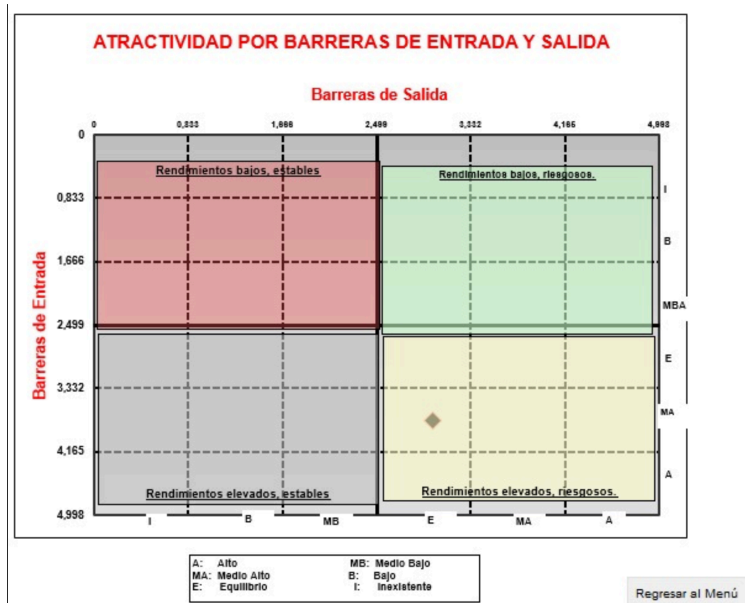 ATRACTIVIDAD POR BARRERAS DE ENTRADA Y SALIDA
Barreras de Salida
0 0,833 1,666 2,499 3,332 4,165 4,998
0
Rendimientos bajos, estables
Rendimientos bajos, riesgosos.
I
0,833
B
1,666
Barreras de Entrada
MBA
2,499
E
3,332
MA
4,165
A
Rendimientos elevados, estables
Rendimientos elevados, riesgosos.
4,998
I B MB E MA A
A: Alto MB: Medio Bajo
MA: Medio Alto B: Bajo
E: Equilibrio I: Inexistente
Regresar al Menú